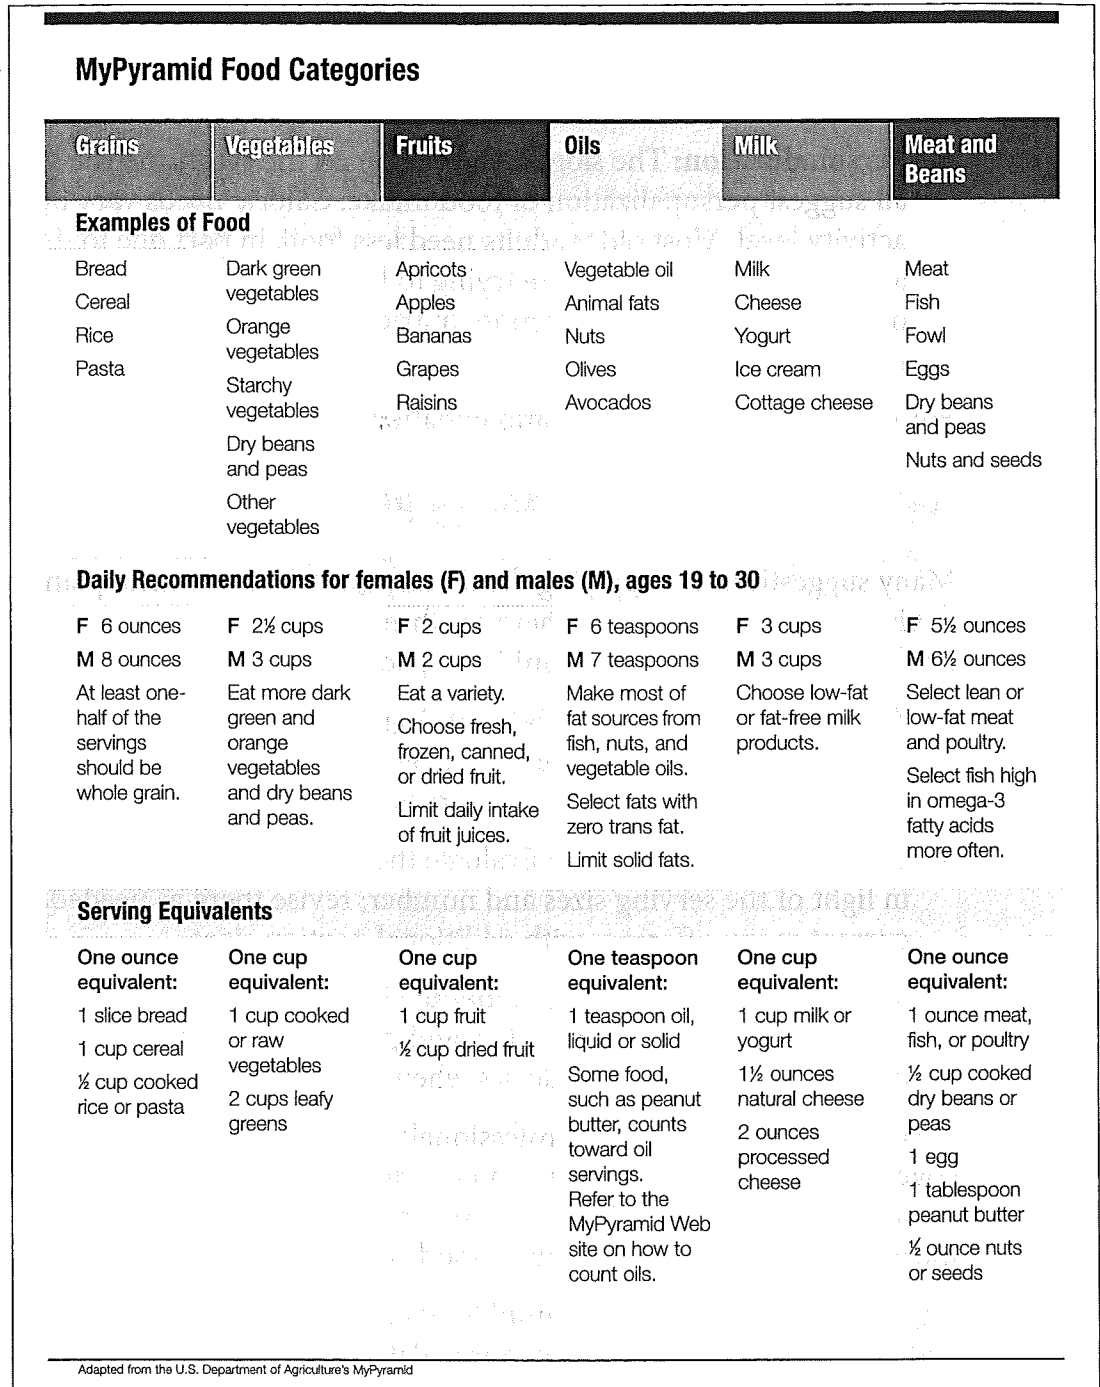 MyPyramid Food Categories
Grains
Vegetables
Fruits
Oils
Milk
Meat and
Beans
Examples of Food
Bread
Cereal
Rice
Pasta
Dark green
vegetables
Orange
vegetables
Starchy
vegetables
Dry beans
and peas
Other
vegetables
Apricots
Apples
Bananas
Grapes
Raisins
Vegetable oil
Animal fats
Nuts
Olives
Avocados
Milk
Cheese
Yogurt
Ice cream
Cottage cheese
Meat
Fish
Fowl
Eggs
Dry beans
and peas
Nuts and seeds
Daily Recommendations for females (F) and males (M), ages 19 to 30
F 6 ounces
M 8 ounces
At least one-
half of the
servings
should be
whole grain.
F 2½ cups
M 3 cups
Eat more dark
green and
orange
vegetables
and dry beans
and peas.
F 2 cups
M 2 cups
Eat a variety.
Choose fresh,
frozen, canned,
or dried fruit.
Limit daily intake
of fruit juices.
F 6 teaspoons
M 7 teaspoons
Make most of
fat sources from
fish, nuts, and
vegetable oils.
Select fats with
zero trans fat.
Limit solid fats.
F 3 cups
M 3 cups
Choose low-fat
or fat-free milk
products.
F 5½ ounces
M 6½ ounces
Select lean or
low-fat meat
and poultry.
Select fish high
in omega-3
fatty acids
more often.
Serving Equivalents
One ounce
equivalent:
1 slice bread
1 cup cereal
½ cup cooked
rice or pasta
One cup
equivalent:
1 cup cooked
or raw
vegetables
2 cups leafy
greens
One cup
equivalent:
1 cup fruit
½ cup dried fruit
One teaspoon
equivalent:
1 teaspoon oil,
liquid or solid
Some food,
such as peanut
butter, counts
toward oil
servings.
Refer to the
MyPyramid Web
site on how to
count oils.
One cup
equivalent:
1 cup milk or
yogurt
1½ ounces
natural cheese
2 ounces
processed
cheese
One ounce
equivalent:
1 ounce meat,
fish, or poultry
½ cup cooked
dry beans or
peas
1 egg
1 tablespoon
peanut butter
½ ounce nuts
or seeds
Adapted from the U.S. Department of Agriculture's MyPyramid